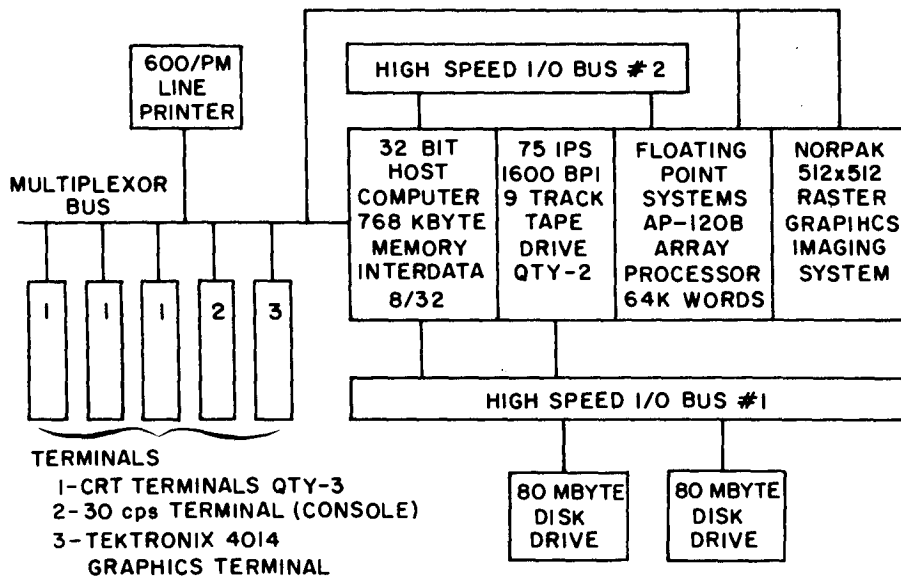 600/PM
LINE
PRINTER
HIGH SPEED I/O BUS #2
MULTIPLEXOR
BUS
32 BIT
HOST
COMPUTER
768 KBYTE
MEMORY
INTERDATA
8/32
75 IPS
1600 BPI
9 TRACK
TAPE
DRIVE
QTY-2
FLOATING
POINT
SYSTEMS
AP-120B
ARRAY
PROCESSOR
64K WORDS
NORPAK
512x512
RASTER
GRAPIHCS
IMAGING
SYSTEM
1 1 1 2 3
HIGH SPEED I/O BUS #1
TERMINALS
1-CRT TERMINALS QTY-3
2-30 cps TERMINAL (CONSOLE)
3-TEKTRONIX 4014
GRAPHICS TERMINAL
80 MBYTE
DISK
DRIVE
80 MBYTE
DISK
DRIVE